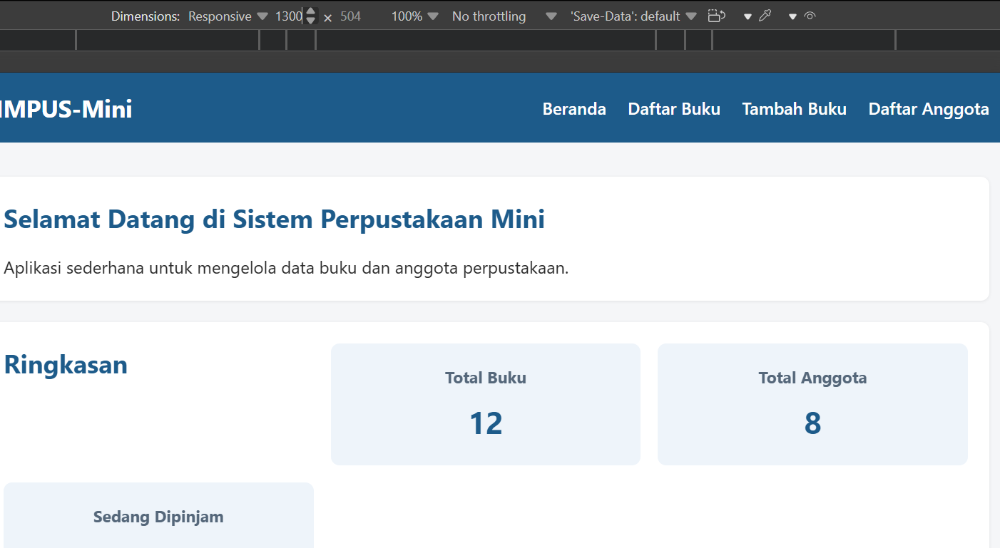 Dimensions: Responsive 1300 × 504 100% No throttling 'Save-Data': default
IMPUS-Mini Beranda Daftar Buku Tambah Buku Daftar Anggota
Selamat Datang di Sistem Perpustakaan Mini
Aplikasi sederhana untuk mengelola data buku dan anggota perpustakaan.
Ringkasan
Total Buku
12
Total Anggota
8
Sedang Dipinjam